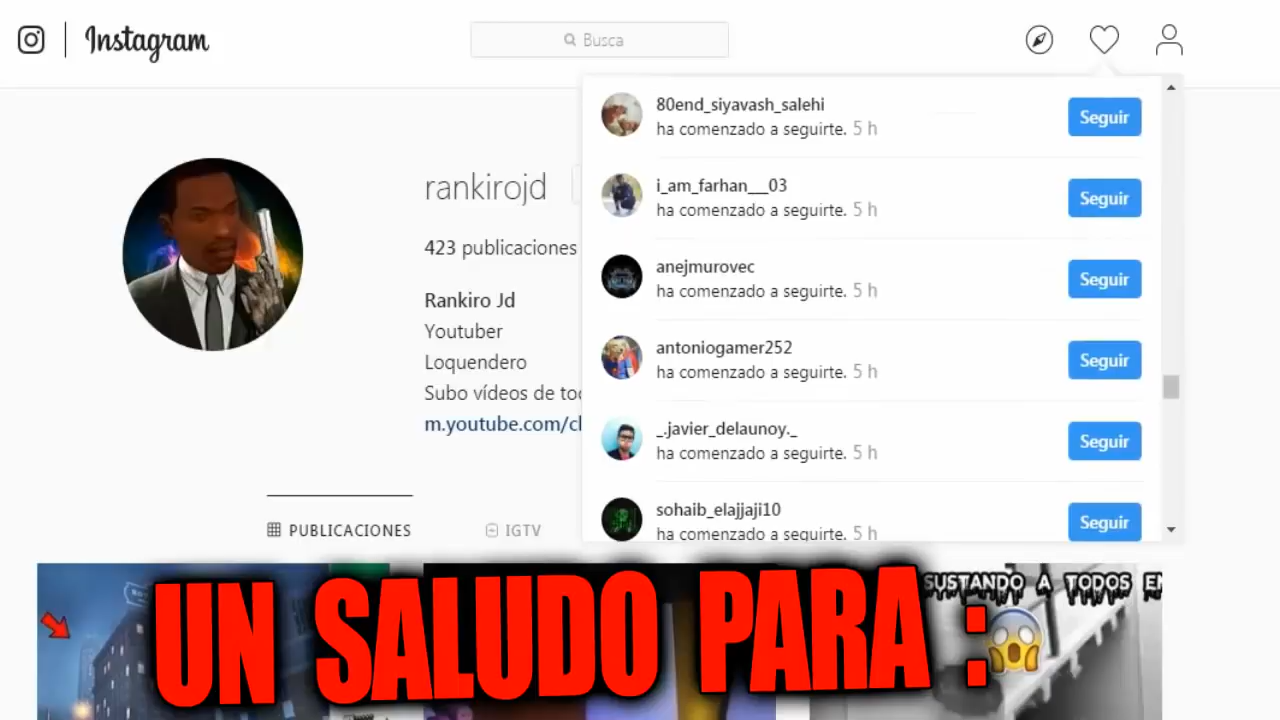 Instagram
Busca
80end_siyavash_salehi
ha comenzado a seguirte. 5 h
Seguir
i_am_farhan___03
ha comenzado a seguirte. 5 h
Seguir
anejmurovec
ha comenzado a seguirte. 5 h
Seguir
antoniogamer252
ha comenzado a seguirte. 5 h
Seguir
_.javier_delaunoy._
ha comenzado a seguirte. 5 h
Seguir
sohaib_elajjaji10
ha comenzado a seguirte. 5 h
Seguir
rankirojd
423 publicaciones
Rankiro Jd
Youtuber
Loquendero
Subo vídeos de
m.youtube.com/
PUBLICACIONES
IGTV
SUSTANDO A TODOS
UN SALUDO PARA :